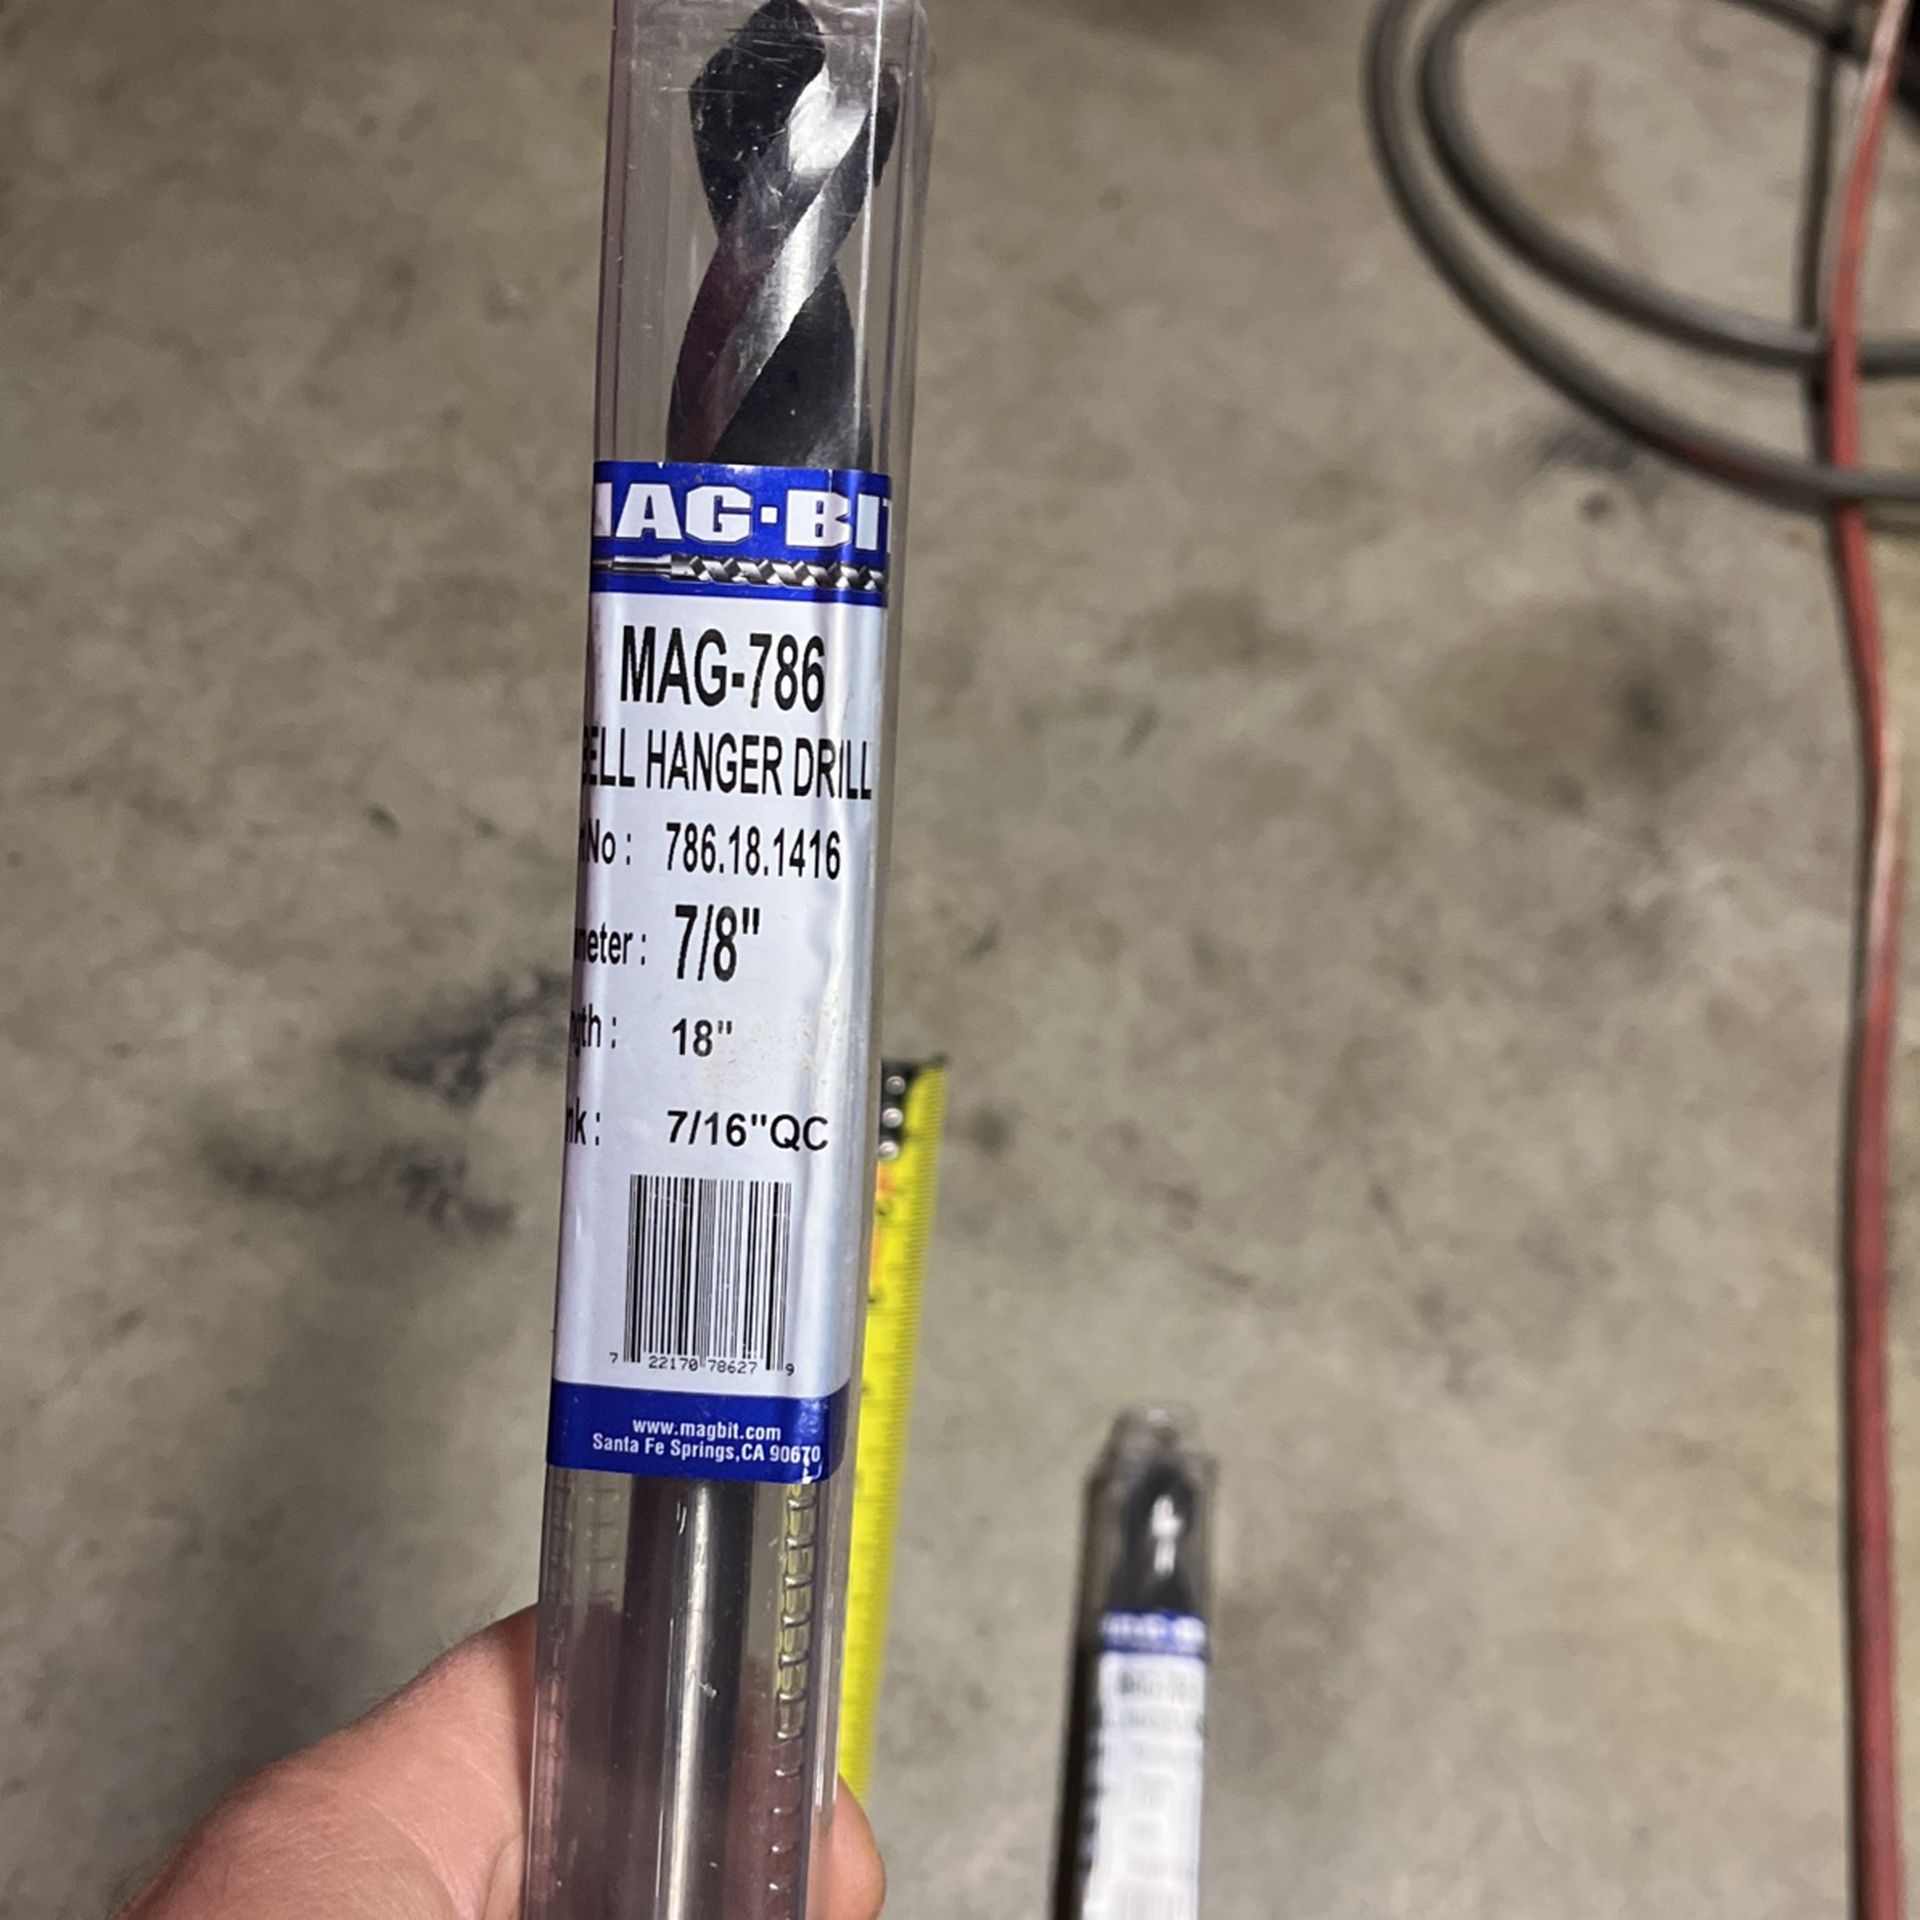 MAG·BIT
MAG-786
BELL HANGER DRILL
No : 786.18.1416
meter : 7/8"
gth : 18"
nk : 7/16"QC
7 22170 78627 9
www.magbit.com
Santa Fe Springs,CA 90670